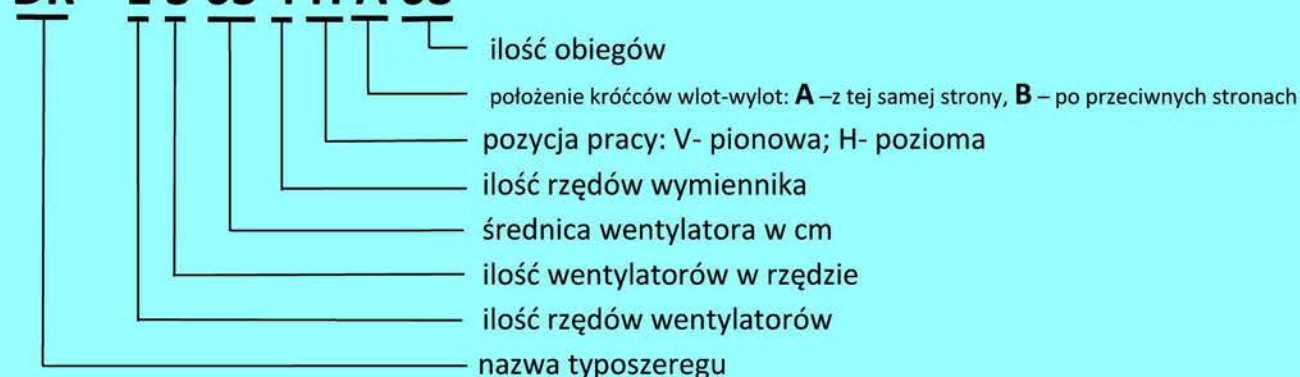 ilość obiegów
położenie króćców wlot-wylot: A –z tej samej strony, B – po przeciwnych stronach
pozycja pracy: V- pionowa; H- pozioma
ilość rzędów wymiennika
średnica wentylatora w cm
ilość wentylatorów w rzędzie
ilość rzędów wentylatorów
nazwa typoszeregu